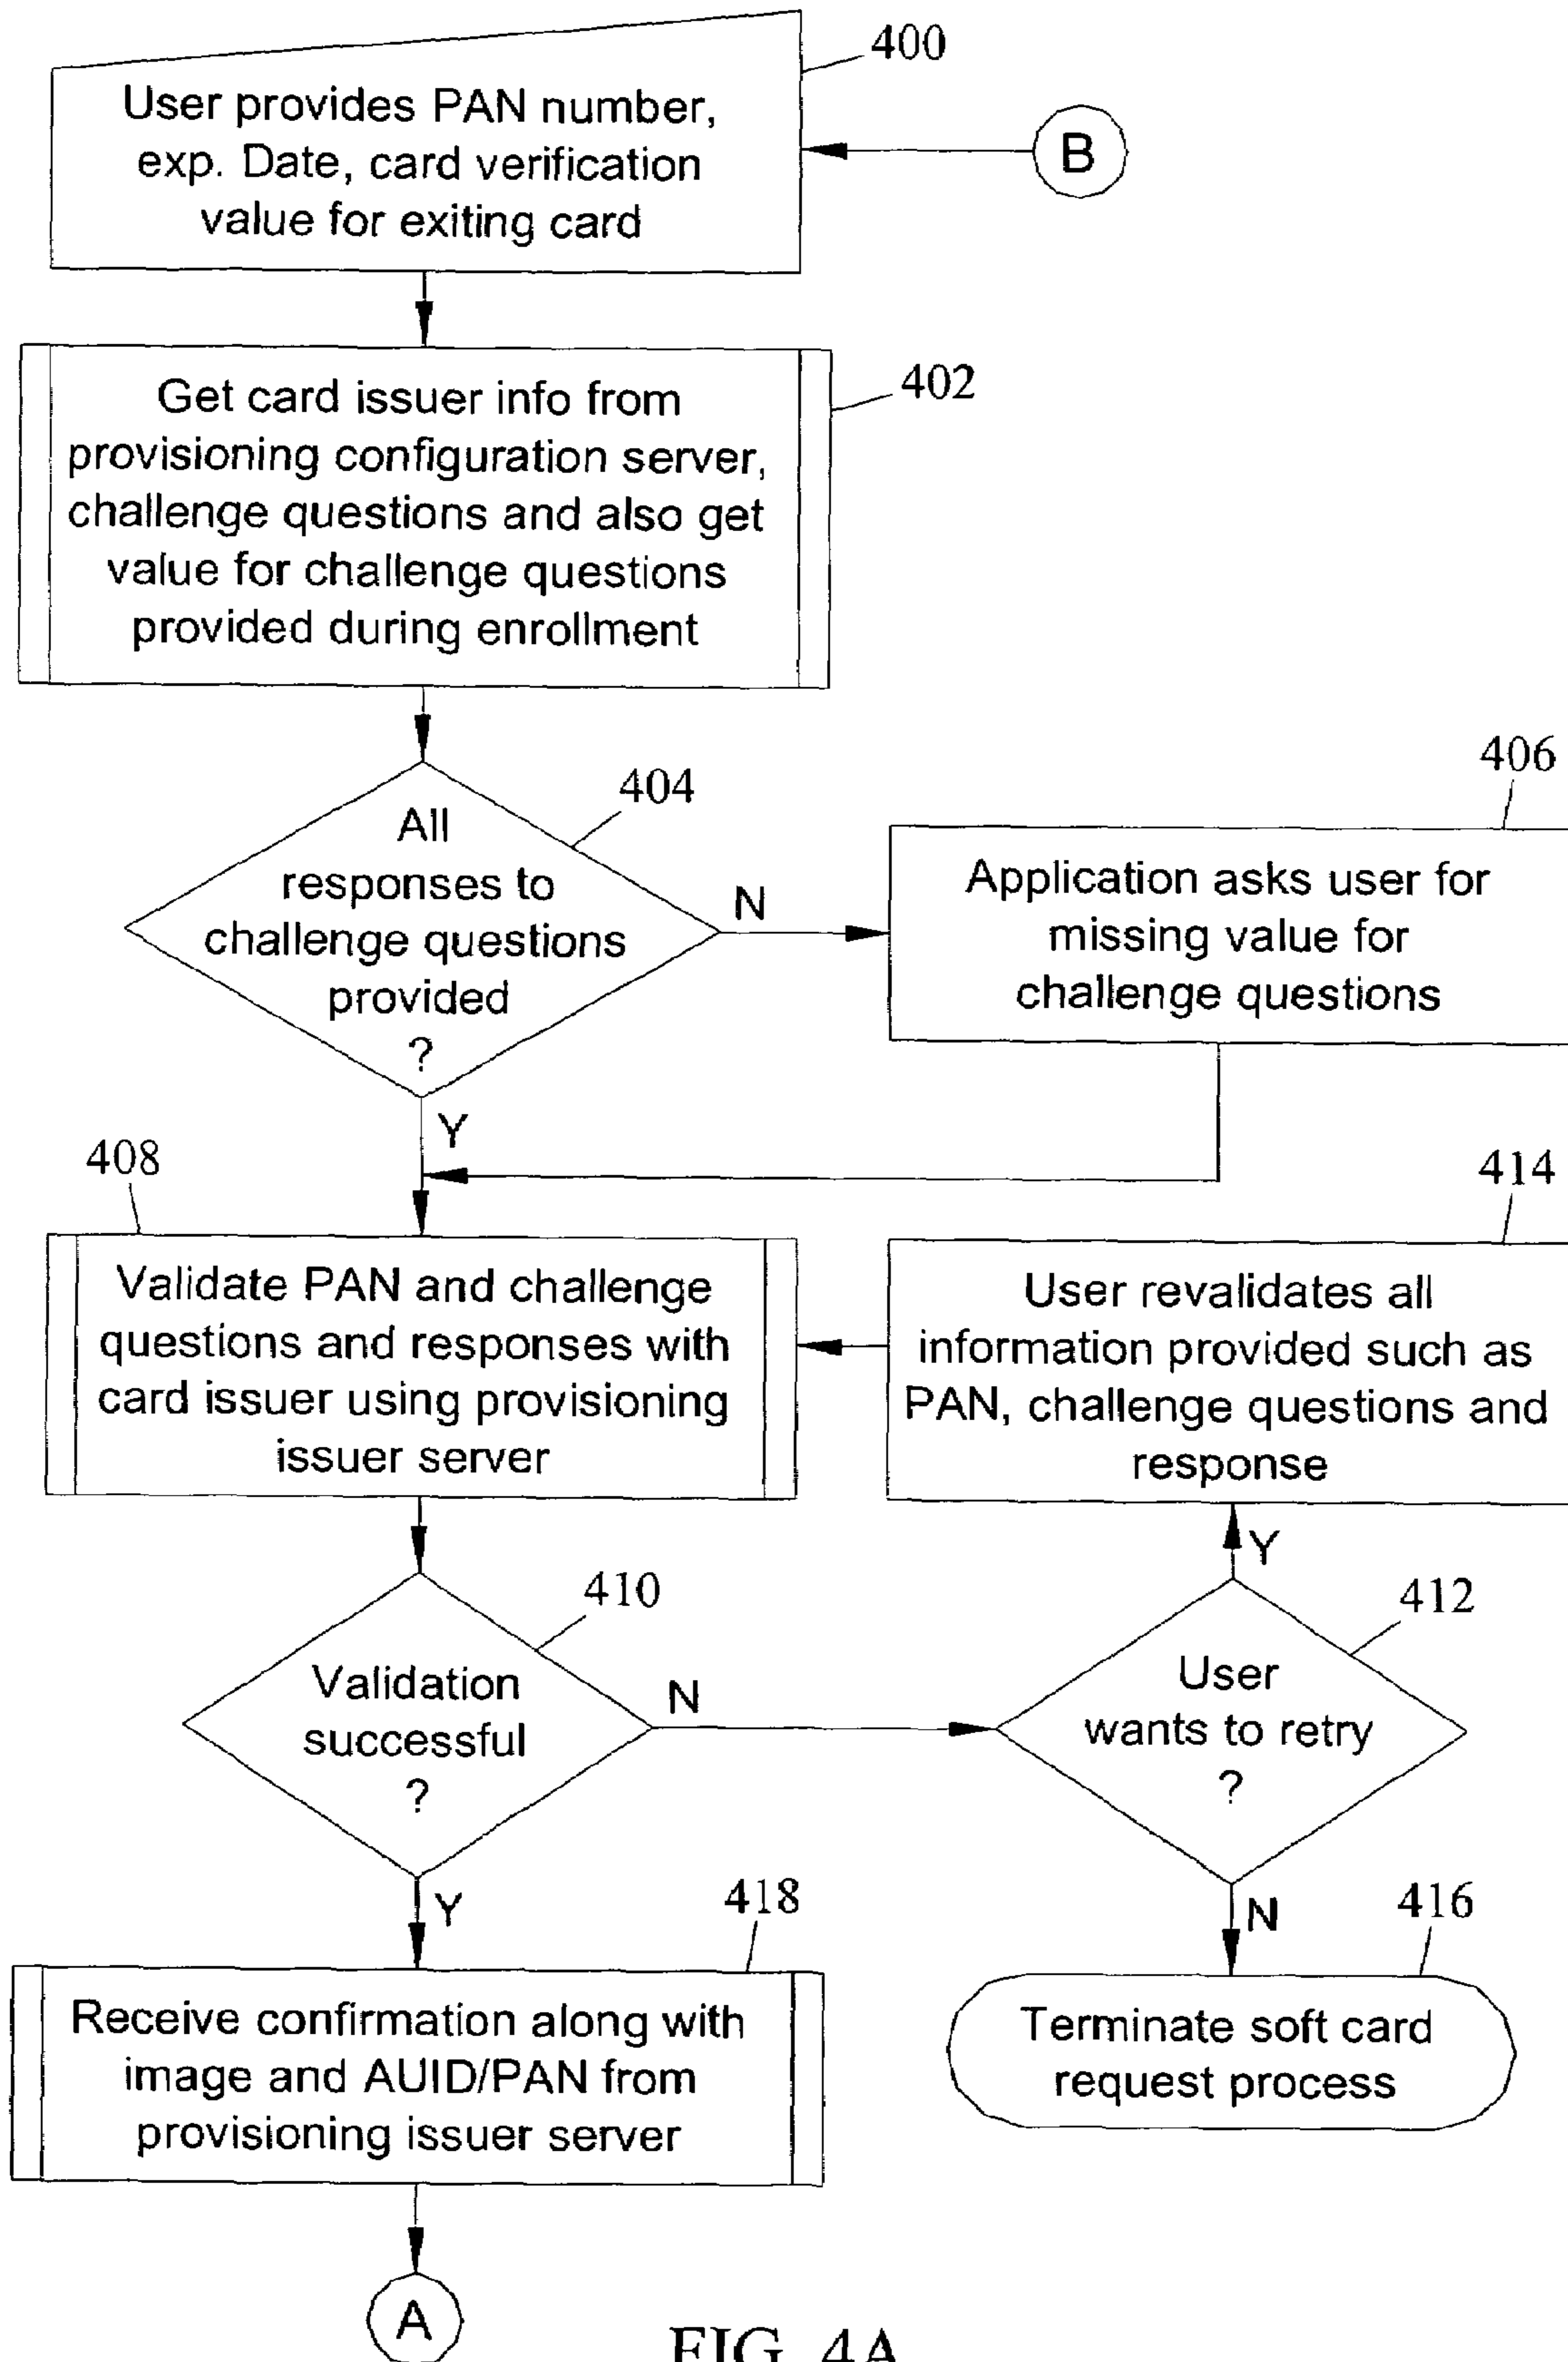 400
User provides PAN number,
exp. Date, card verification
value for exiting card
B
402
Get card issuer info from
provisioning configuration server,
challenge questions and also get
value for challenge questions
provided during enrollment
404
All
responses to
challenge questions
provided
?
N
Y
406
Application asks user for
missing value for
challenge questions
408
Validate PAN and challenge
questions and responses with
card issuer using provisioning
issuer server
414
User revalidates all
information provided such as
PAN, challenge questions and
response
410
Validation
successful
?
N
Y
412
User
wants to retry
?
Y
N
418
Receive confirmation along with
image and AUID/PAN from
provisioning issuer server
416
Terminate soft card
request process
A
FIG. 4A